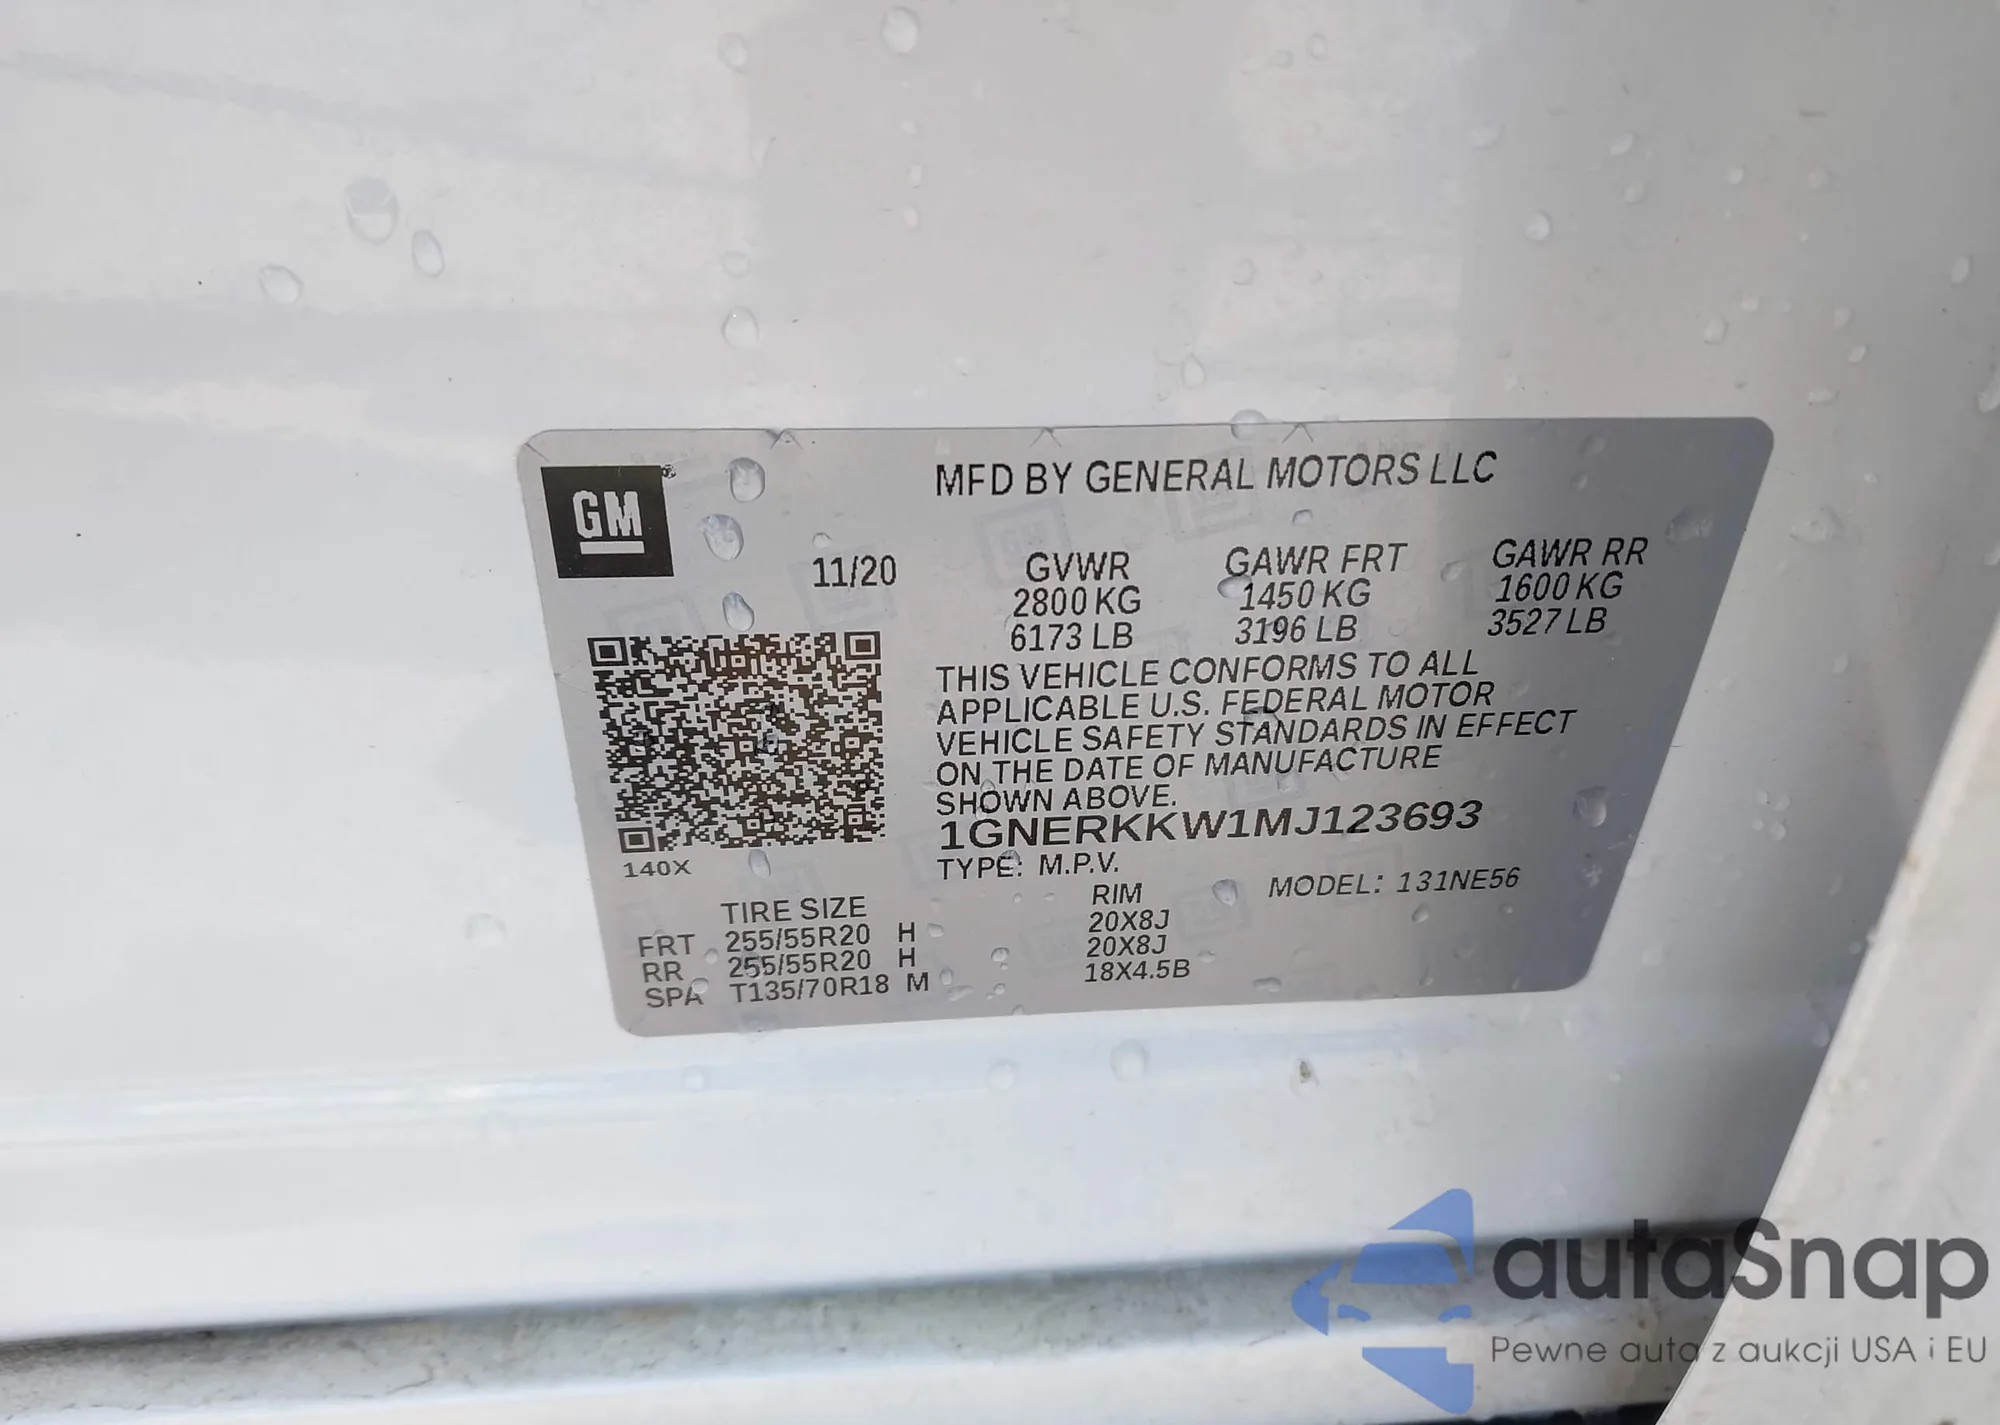 GM
MFD BY GENERAL MOTORS LLC
11/20
GVWR GAWR FRT GAWR RR
2800 KG 1450 KG 1600 KG
6173 LB 3196 LB 3527 LB
THIS VEHICLE CONFORMS TO ALL
APPLICABLE U.S. FEDERAL MOTOR
VEHICLE SAFETY STANDARDS IN EFFECT
ON THE DATE OF MANUFACTURE
SHOWN ABOVE.
1GNERKKW1MJ123693
140X
TYPE: M.P.V.
MODEL: 131NE56
TIRE SIZE RIM
FRT 255/55R20 H 20X8J
RR 255/55R20 H 20X8J
SPA T135/70R18 M 18X4.5B
autaSnap
Pewne auta z aukcji USA i EU